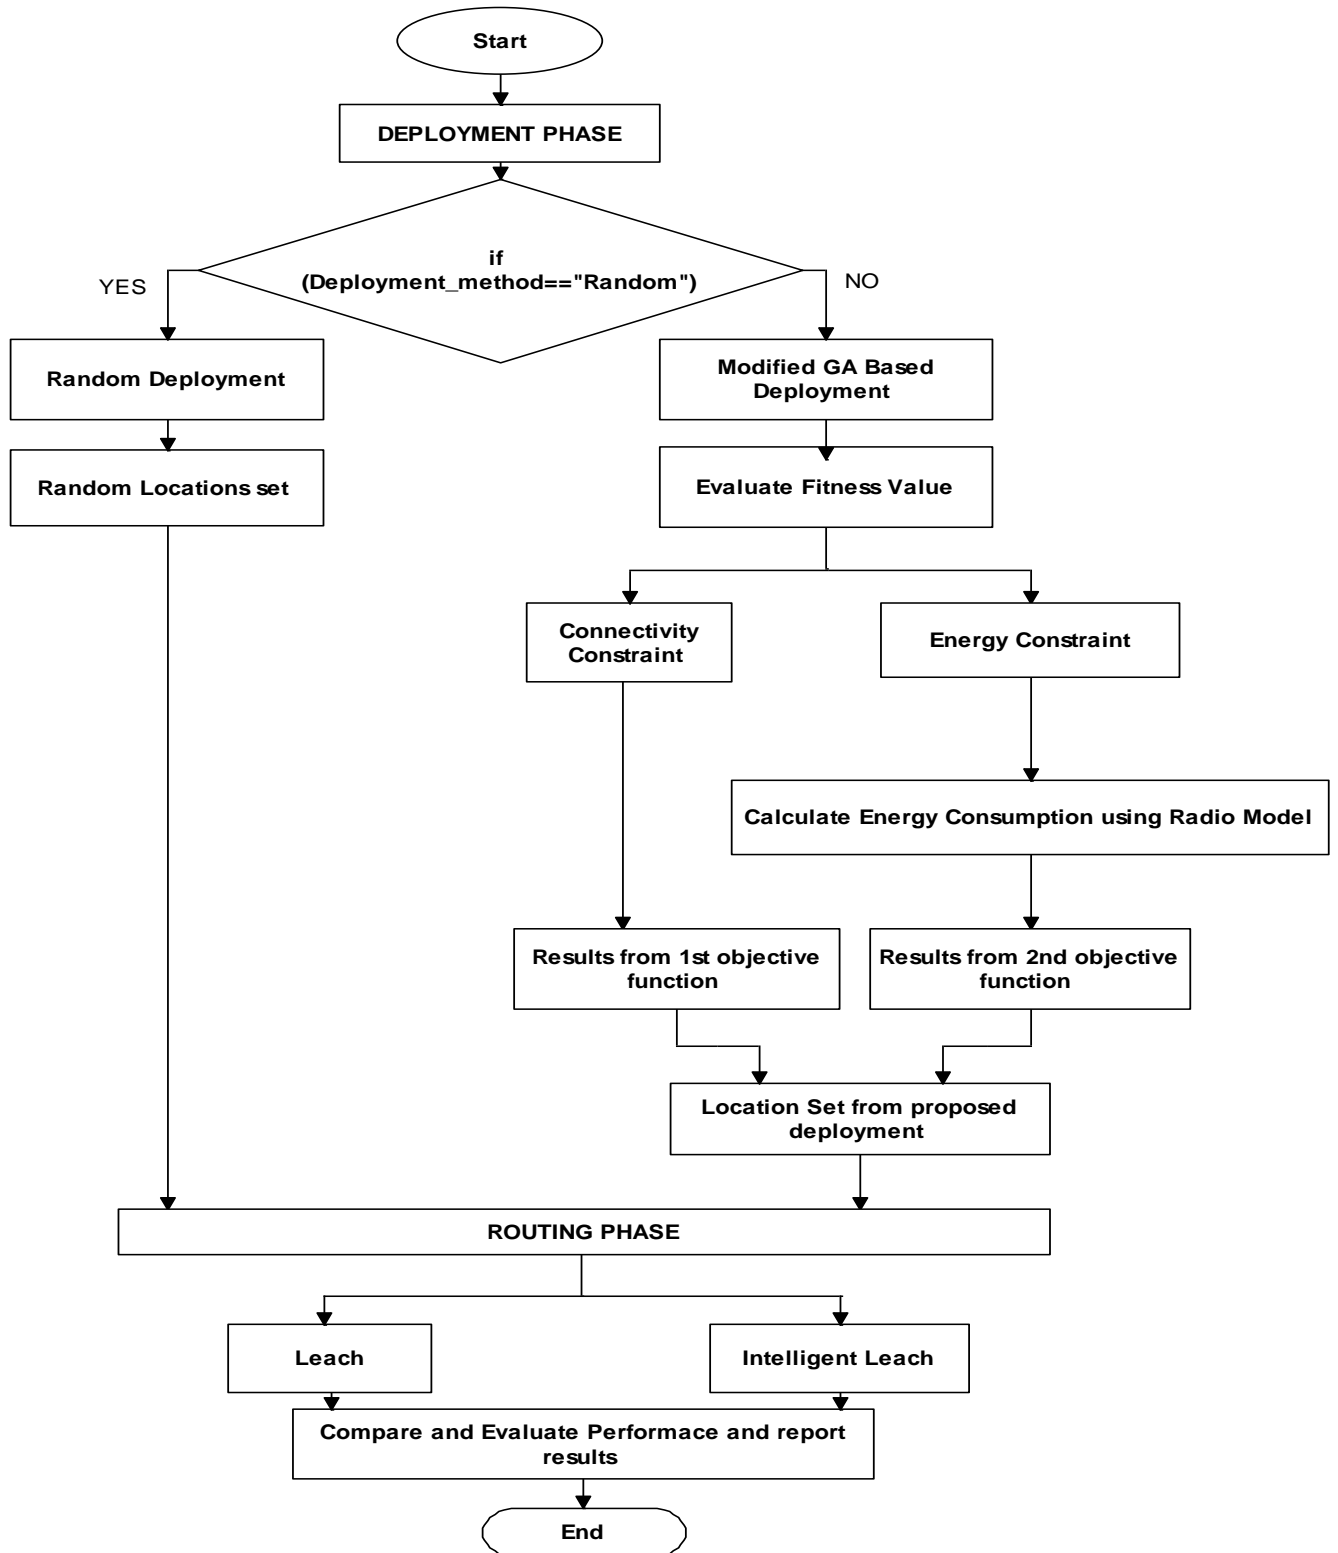 Start
DEPLOYMENT PHASE
if
(Deployment_method=="Random")
YES
NO
Random Deployment
Modified GA Based
Deployment
Random Locations set
Evaluate Fitness Value
Connectivity
Constraint
Energy Constraint
Calculate Energy Consumption using Radio Model
Results from 1st objective
function
Results from 2nd objective
function
Location Set from proposed
deployment
ROUTING PHASE
Leach
Intelligent Leach
Compare and Evaluate Performace and report
results
End